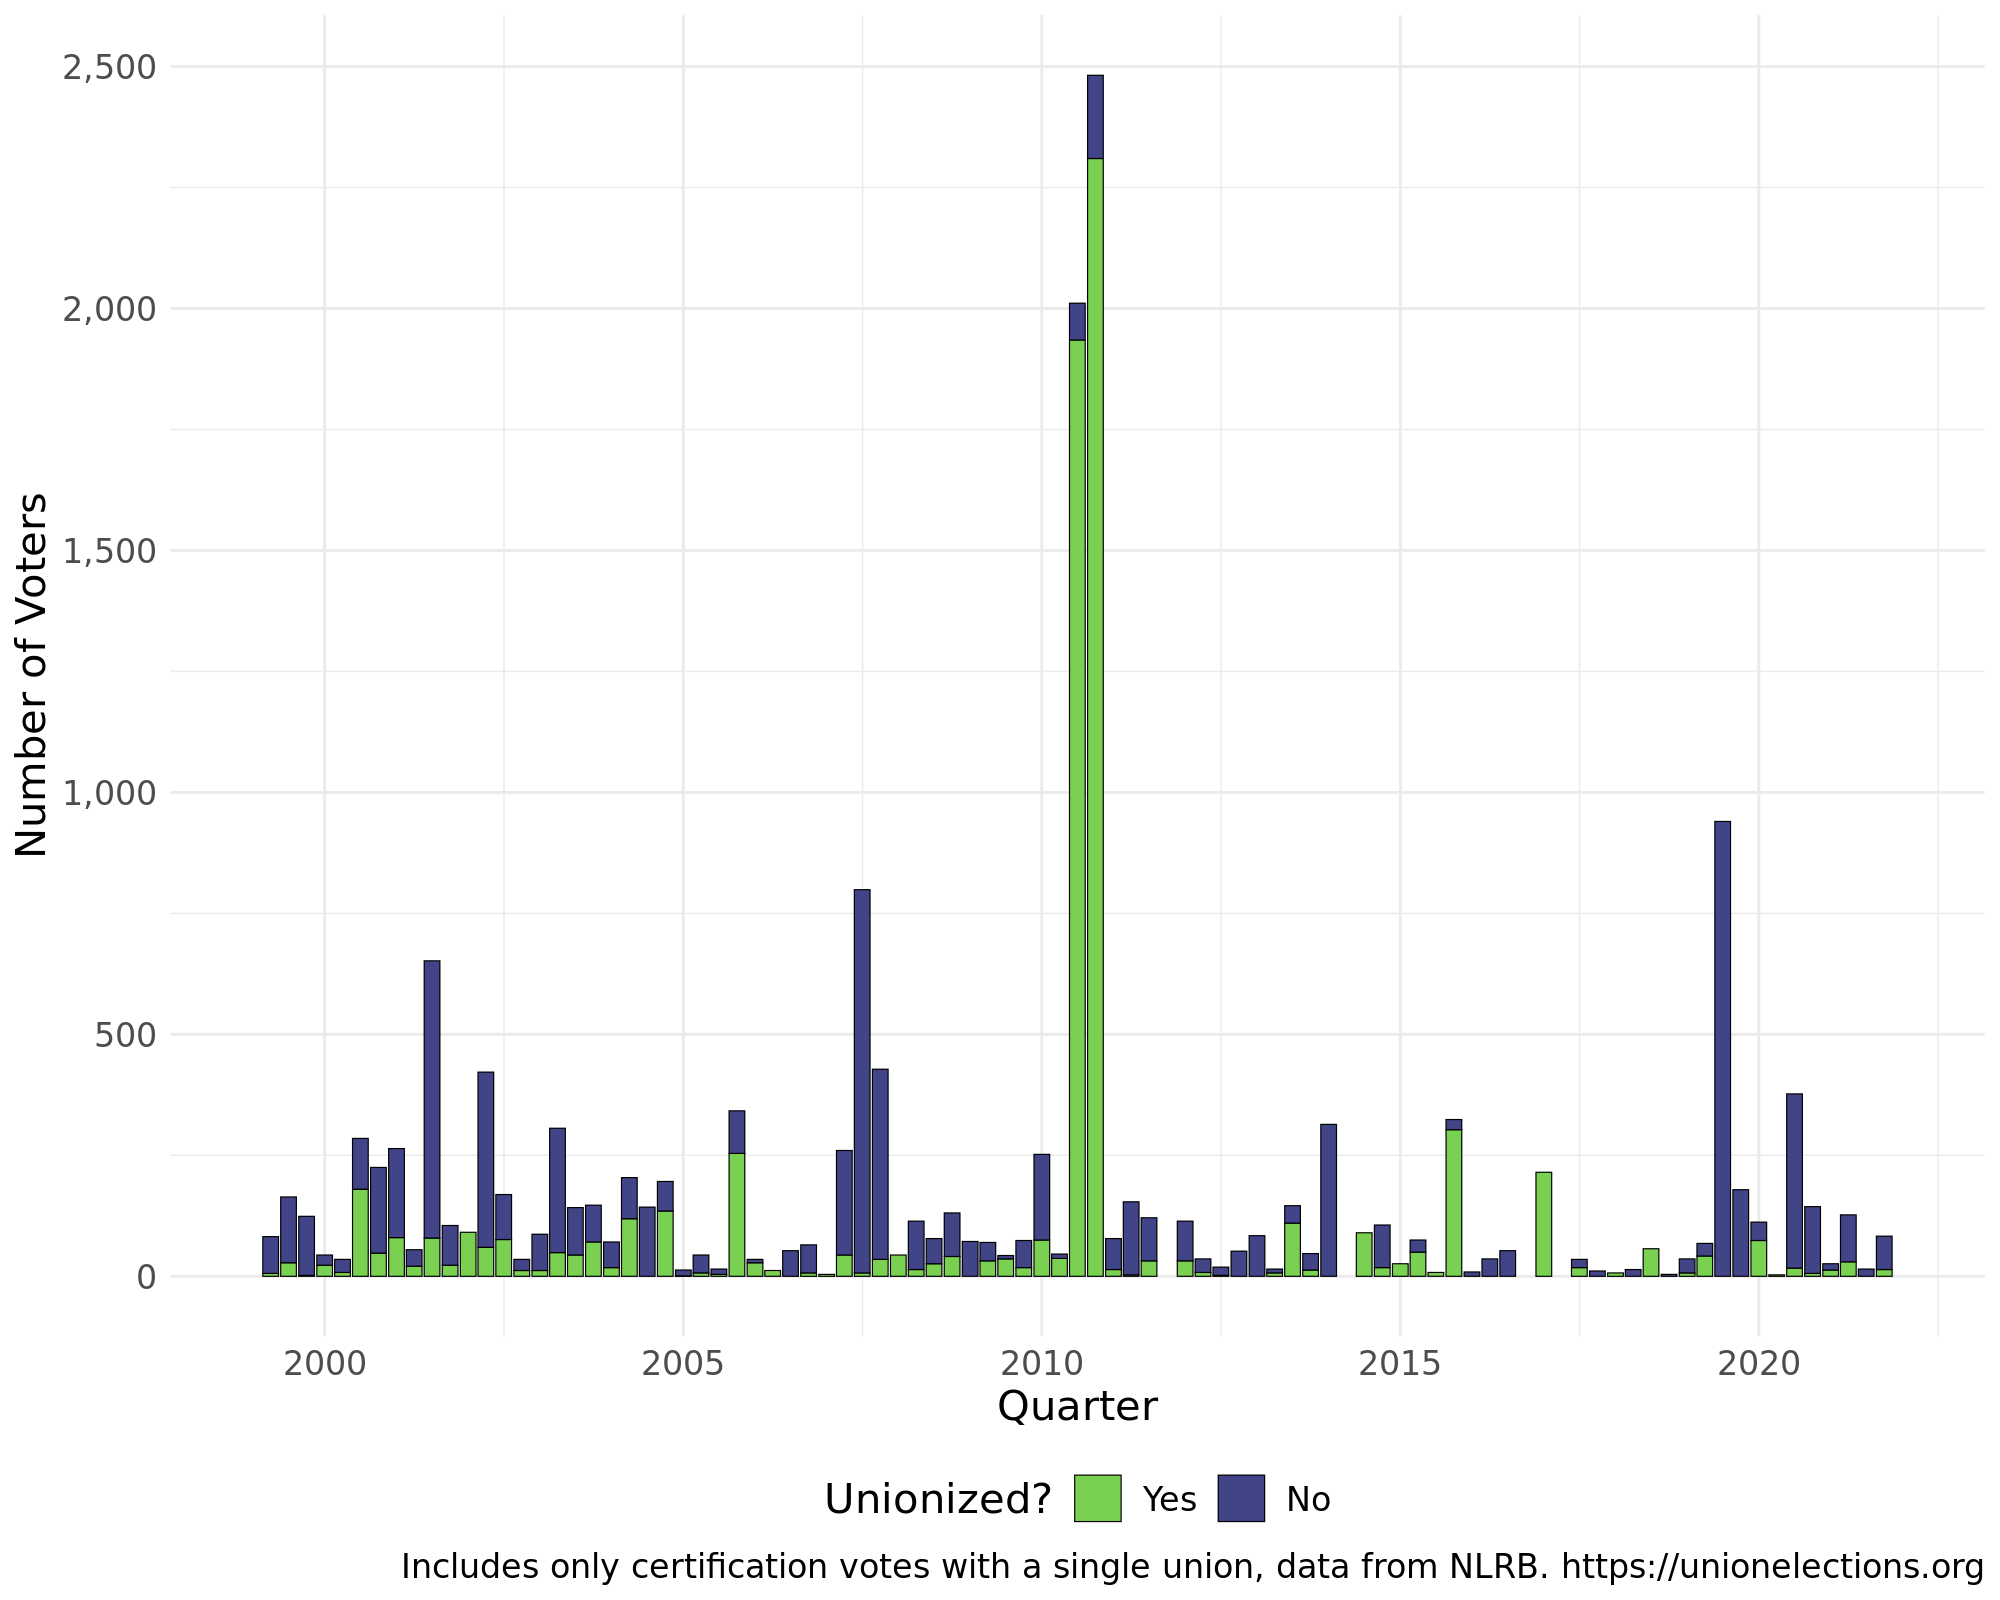 2,500
2,000
1,500
1,000
500
0
Number of Voters
2000 2005 2010 2015 2020
Quarter
Unionized? Yes No
Includes only certification votes with a single union, data from NLRB. https://unionelections.org